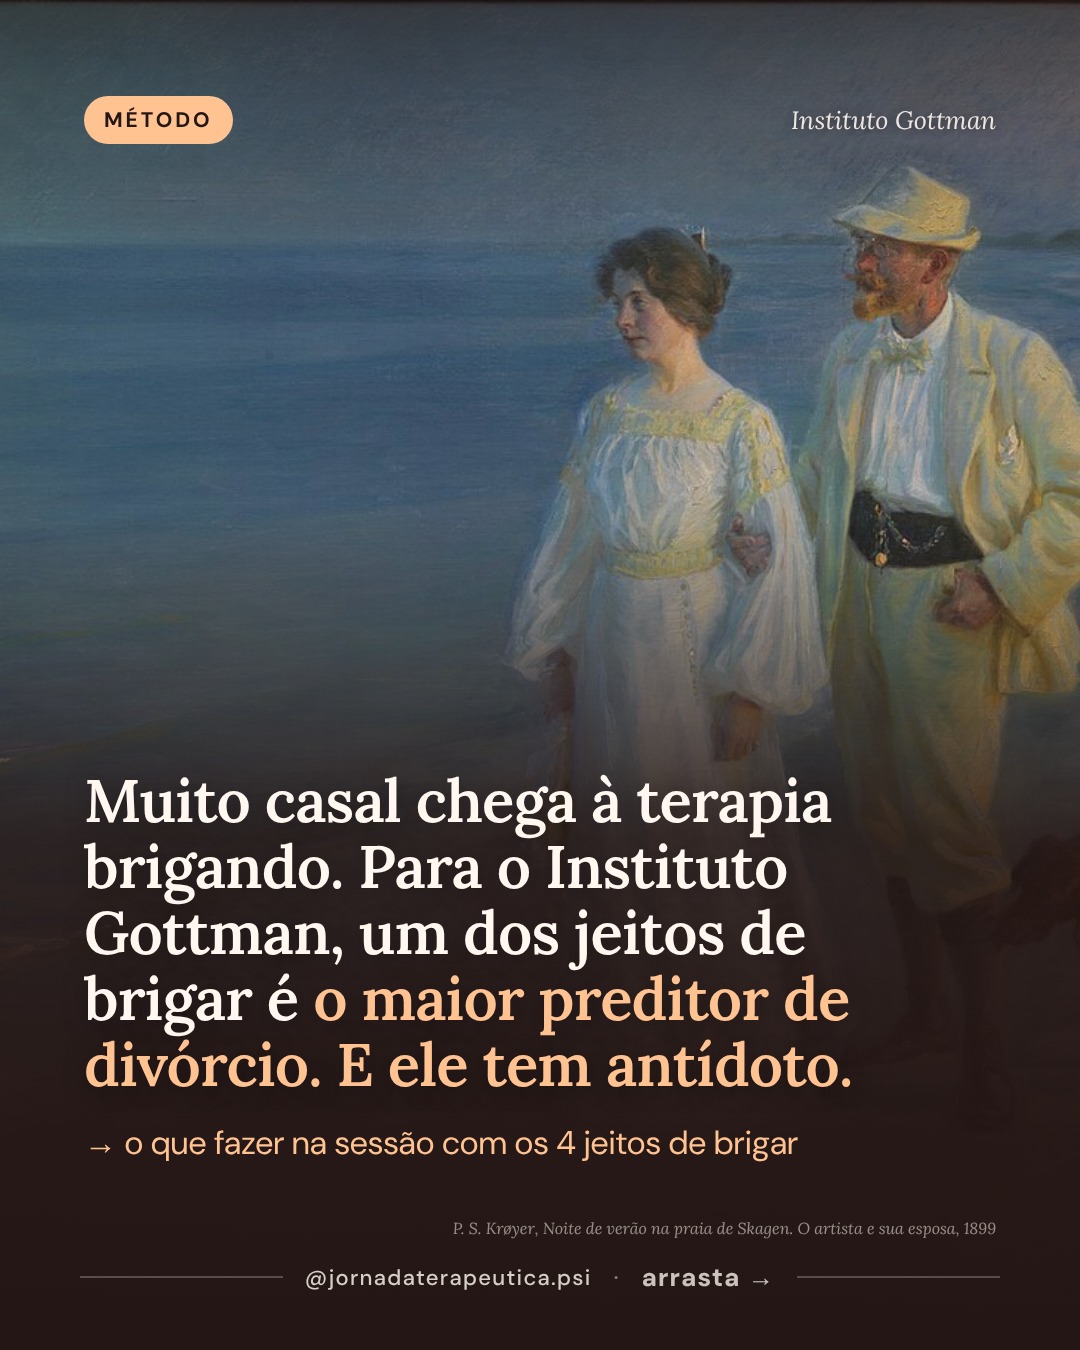 MÉTODO
Instituto Gottman
Muito casal chega à terapia
brigando. Para o Instituto
Gottman, um dos jeitos de
brigar é o maior preditor de
divórcio. E ele tem antídoto.
→ o que fazer na sessão com os 4 jeitos de brigar
P. S. Krøyer, Noite de verão na praia de Skagen. O artista e sua esposa, 1899
@jornadaterapeutica.psi · arrasta →